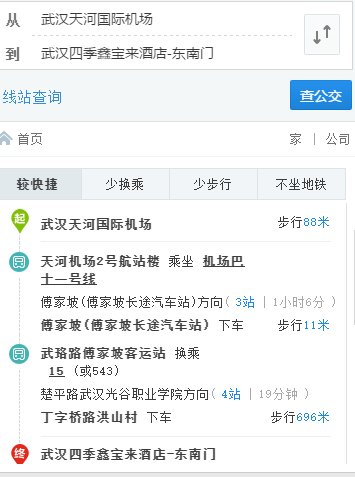 从 武汉天河国际机场
到 武汉四季鑫宝来酒店-东南门
线站查询 查公交
首页 家 | 公司
较快捷 少换乘 少步行 不坐地铁
起 武汉天河国际机场 步行88米
天河机场2号航站楼 乘坐 机场巴
士一号线
傅家坡(傅家坡长途汽车站)方向( 3站 | 1小时6分 )
傅家坡(傅家坡长途汽车站) 下车 步行11米
武珞路傅家坡客运站 换乘
15 (或543)
楚平路武汉光谷职业学院方向( 4站 | 19分钟 )
丁字桥路洪山村 下车 步行696米
终 武汉四季鑫宝来酒店-东南门